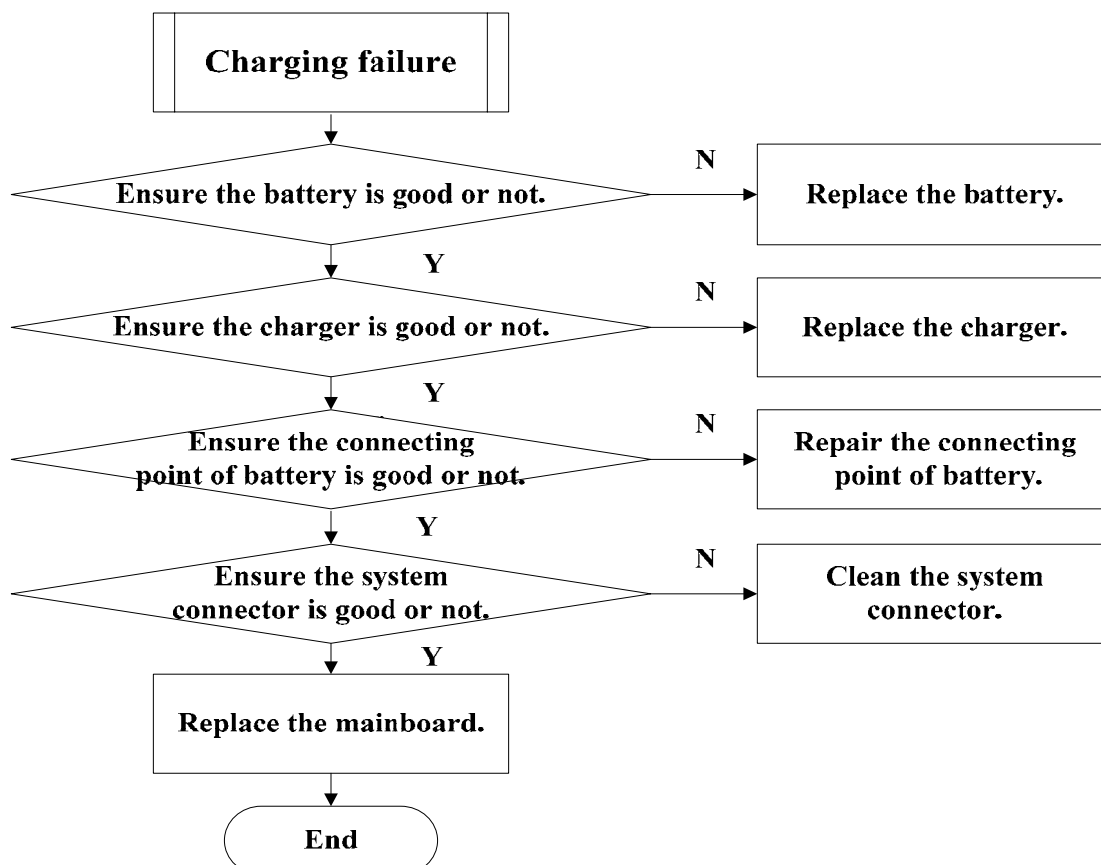 Charging failure
N
Ensure the battery is good or not.
Replace the battery.
Y
N
Ensure the charger is good or not.
Replace the charger.
Y
N
Ensure the connecting
point of battery is good or not.
Repair the connecting
point of battery.
Y
N
Ensure the system
connector is good or not.
Clean the system
connector.
Y
Replace the mainboard.
End